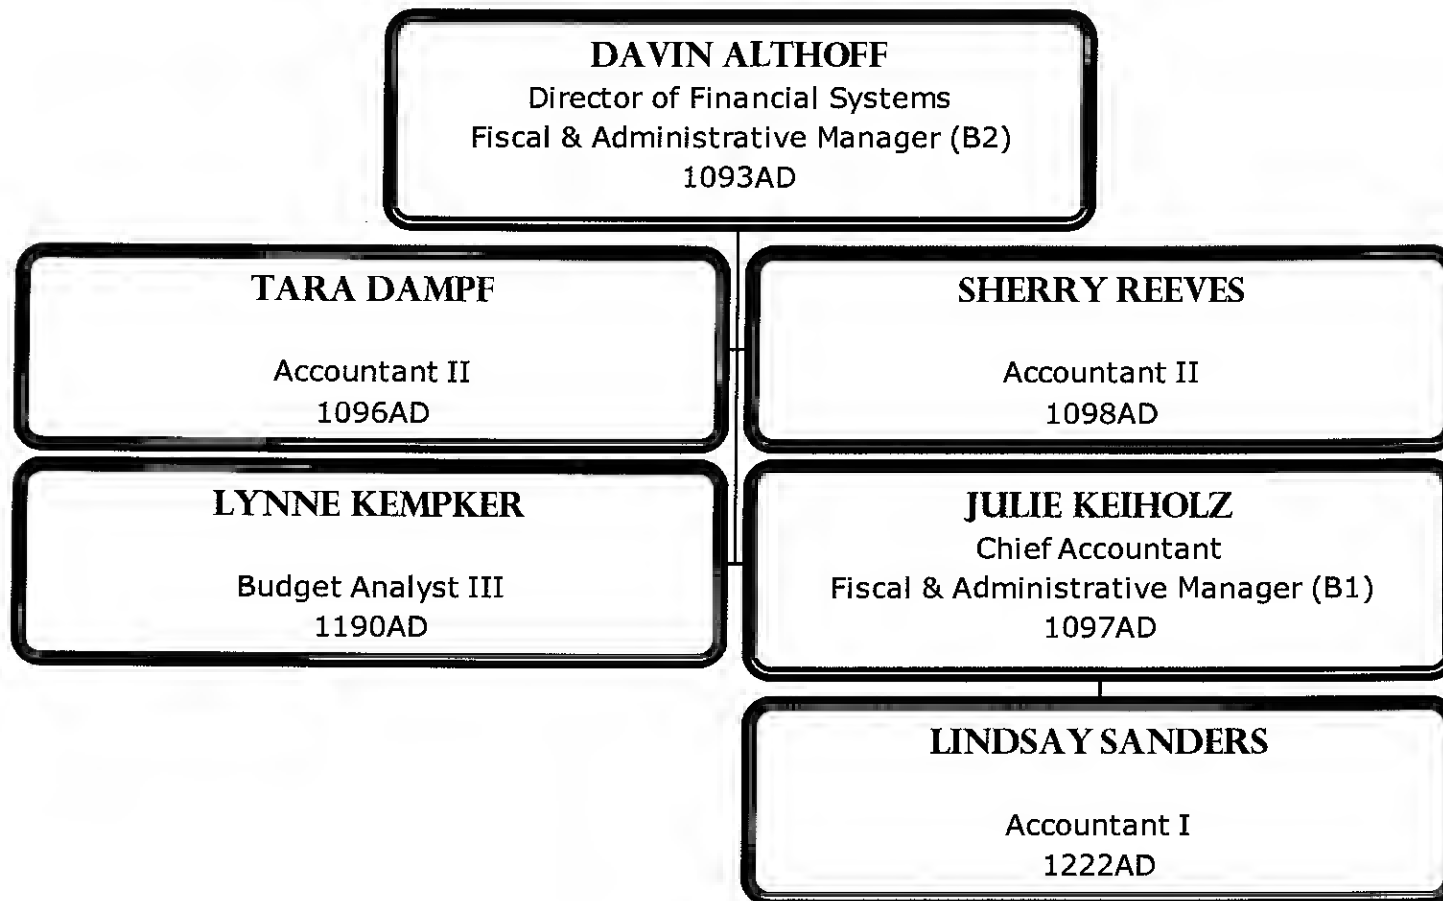 DAVIN ALTHOFF
Director of Financial Systems
Fiscal & Administrative Manager (B2)
1093AD
TARA DAMPF
Accountant II
1096AD
SHERRY REEVES
Accountant II
1098AD
LYNNE KEMPKER
Budget Analyst III
1190AD
JULIE KEIHOLZ
Chief Accountant
Fiscal & Administrative Manager (B1)
1097AD
LINDSAY SANDERS
Accountant I
1222AD